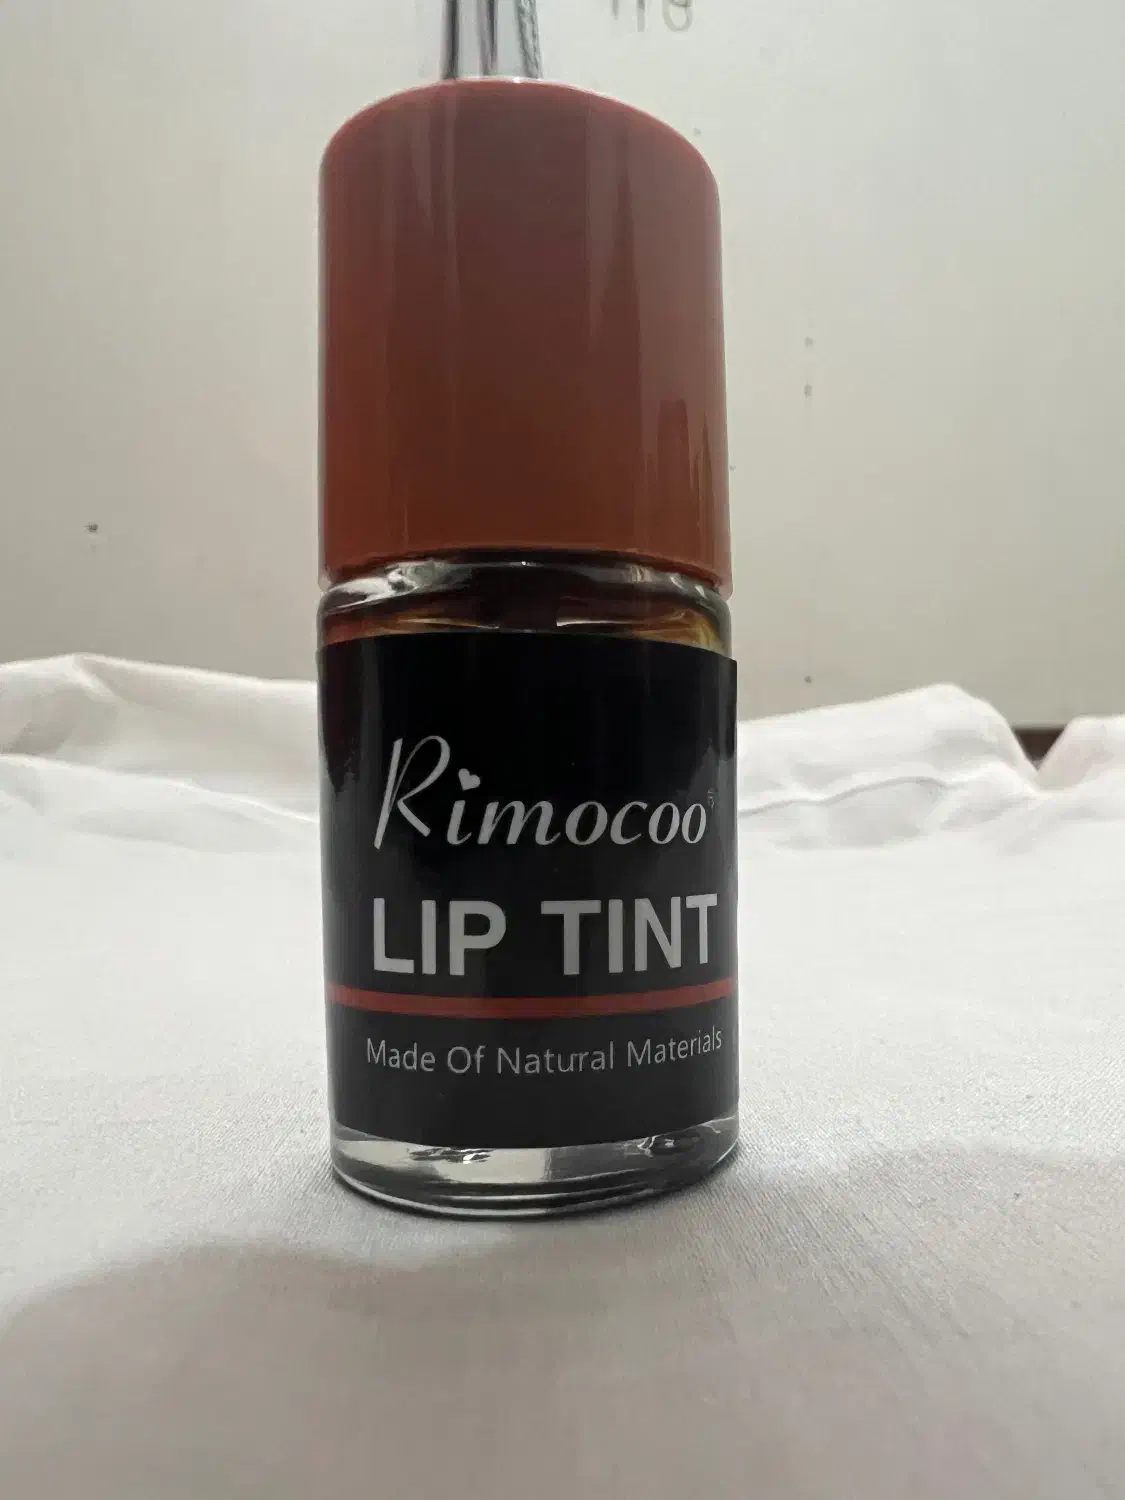 Rimocoo®
LIP TINT
Made Of Natural Materials